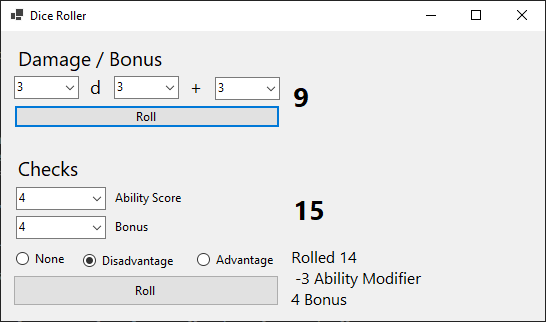 Dice Roller
Damage / Bonus
3 d 3 + 3
9
Roll
Checks
4 Ability Score
15
4 Bonus
None Disadvantage Advantage
Rolled 14
-3 Ability Modifier
4 Bonus
Roll